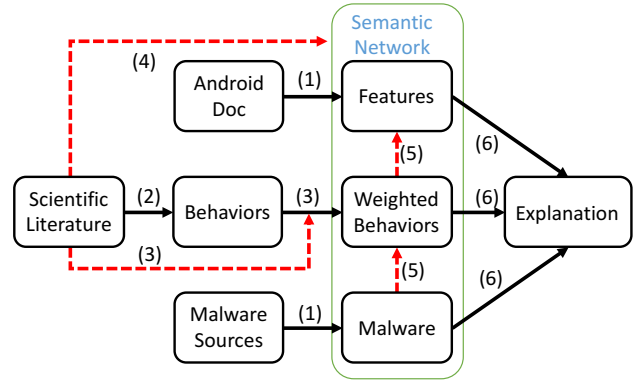 Semantic
Network
(4)
Android
Doc
(1)
Features
(6)
(5)
Scientific
Literature
(2)
Behaviors
(3)
Weighted
Behaviors
(6)
Explanation
(3)
(5)
(6)
Malware
Sources
(1)
Malware